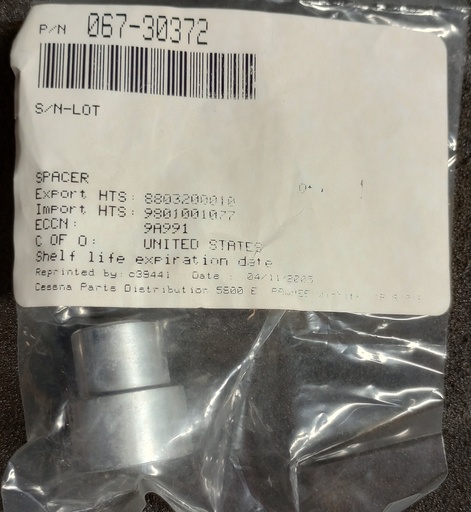 P/N 067-30372
S/N-LOT
SPACER
Export HTS: 8803200010
Import HTS: 9801001077
ECCN: 9A991
C OF O: UNITED STATES
Shelf life expiration date
Reprinted by: c39441 Date : 04/11/2005
Cessna Parts Distribution 5800 E.